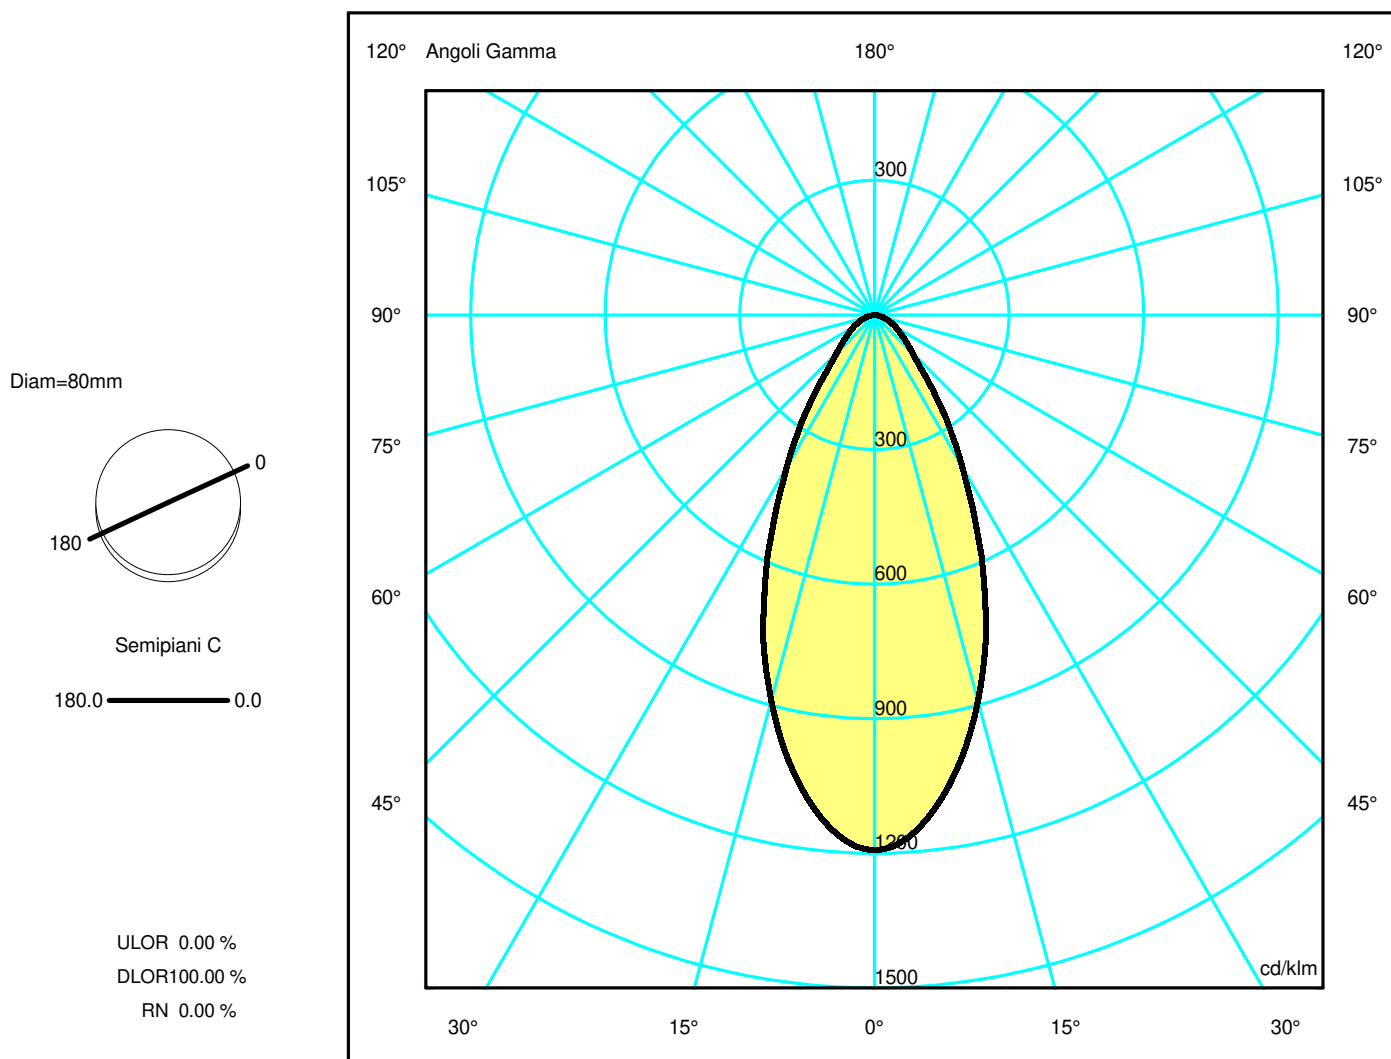 120° Angoli Gamma 180° 120°
300
105° 105°
90° 90°
Diam=80mm
300
75° 75°
0
180
600
60° 60°
Semipiani C
180.0 0.0
900
45° 45°
1200
ULOR 0.00 %
cd/klm
DLOR100.00 %
1500
RN 0.00 %
30° 15° 0° 15° 30°